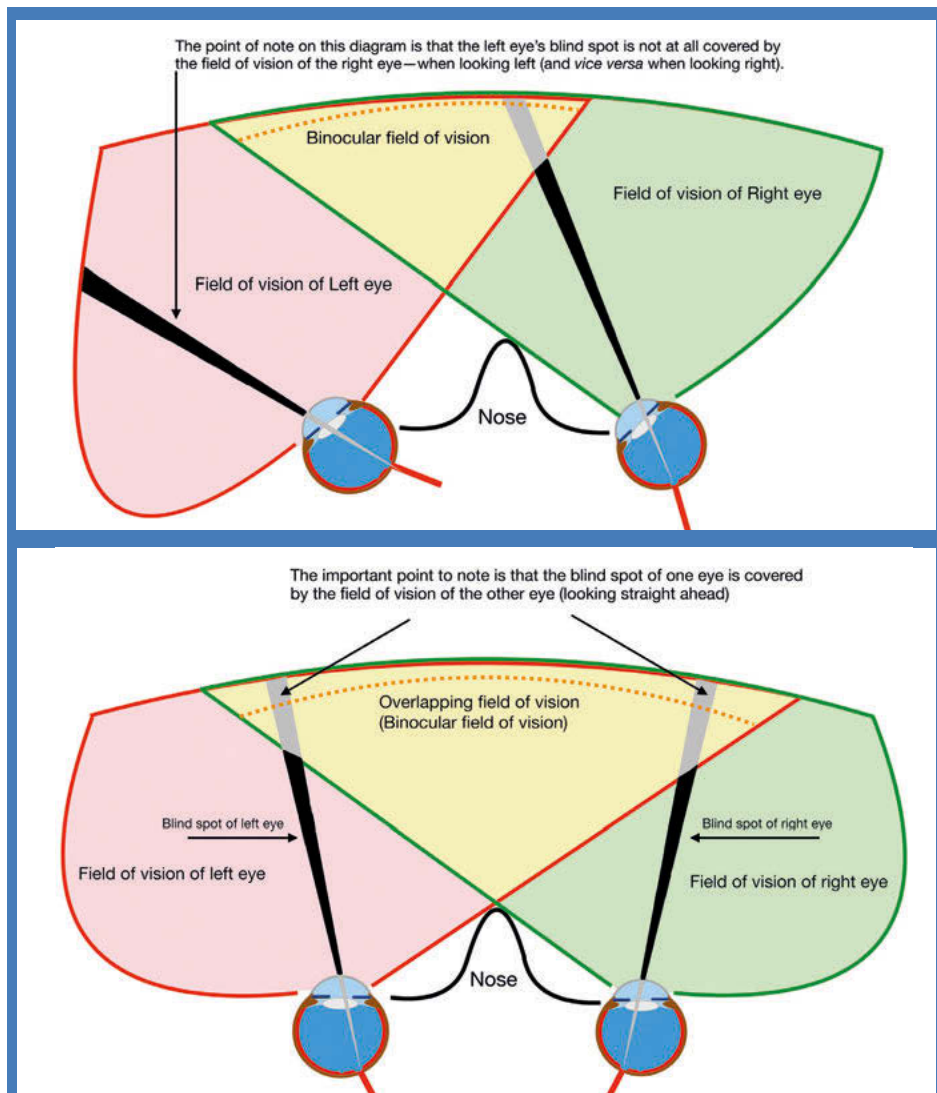 The point of note on this diagram is that the left eye's blind spot is not at all covered by
the field of vision of the right eye—when looking left (and vice versa when looking right).
Binocular field of vision
Field of vision of Right eye
Field of vision of Left eye
Nose
The important point to note is that the blind spot of one eye is covered
by the field of vision of the other eye (looking straight ahead)
Overlapping field of vision
(Binocular field of vision)
Blind spot of left eye
Blind spot of right eye
Field of vision of left eye
Field of vision of right eye
Nose